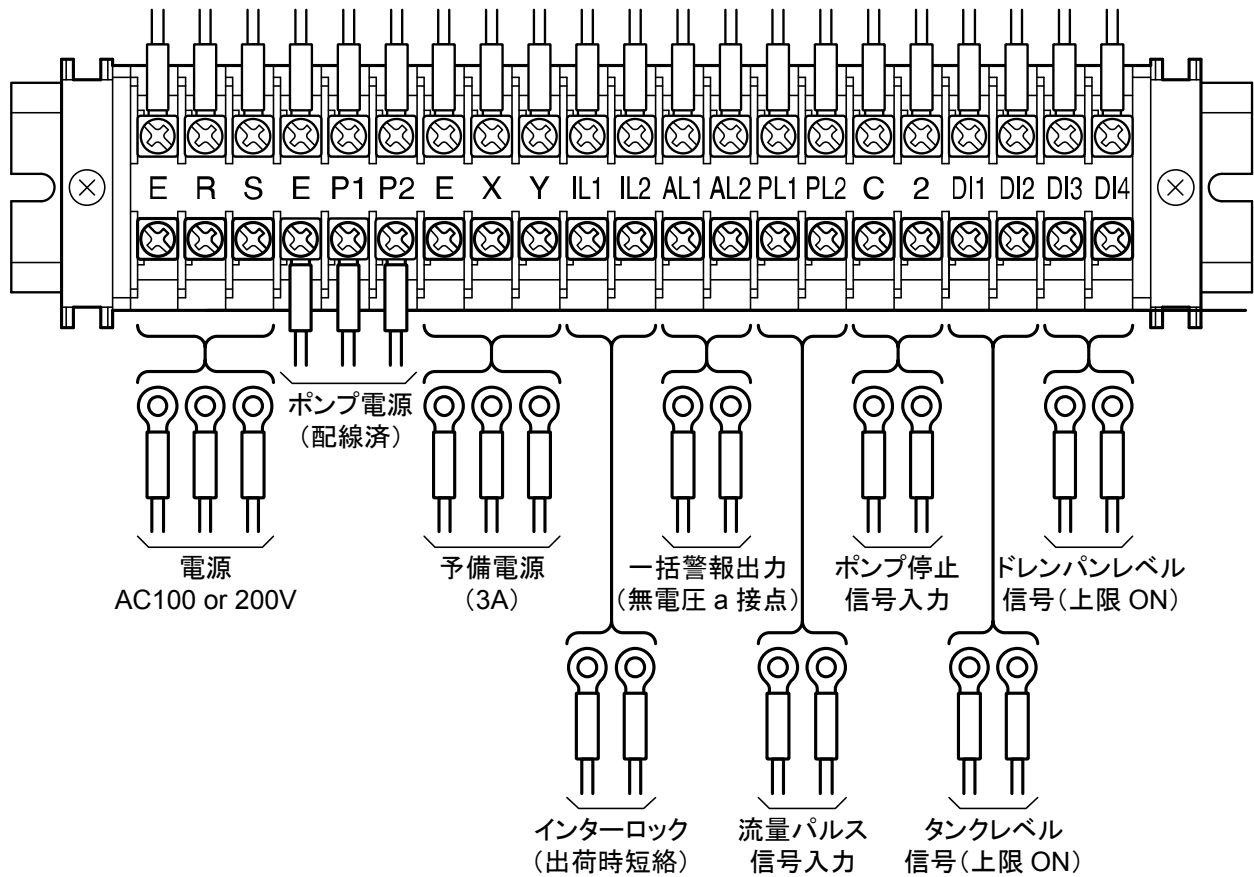 E R S E P1 P2 E X Y IL1 IL2 AL1 AL2 PL1 PL2 C 2 DI1 DI2 DI3 DI4
ポンプ電源
（配線済）
電源
AC100 or 200V
予備電源
（3A）
一括警報出力
（無電圧 a 接点）
ポンプ停止
信号入力
ドレンパンレベル
信号（上限 ON）
インターロック
（出荷時短絡）
流量パルス
信号入力
タンクレベル
信号（上限 ON）